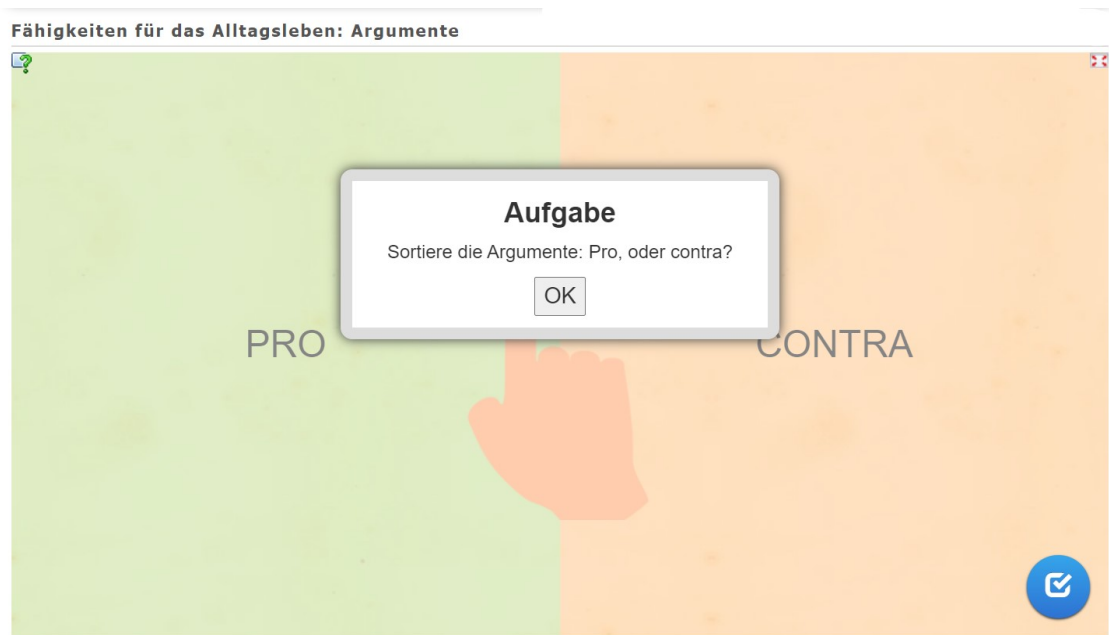 Fähigkeiten für das Alltagsleben: Argumente
Aufgabe
Sortiere die Argumente: Pro, oder contra?
OK
PRO
CONTRA